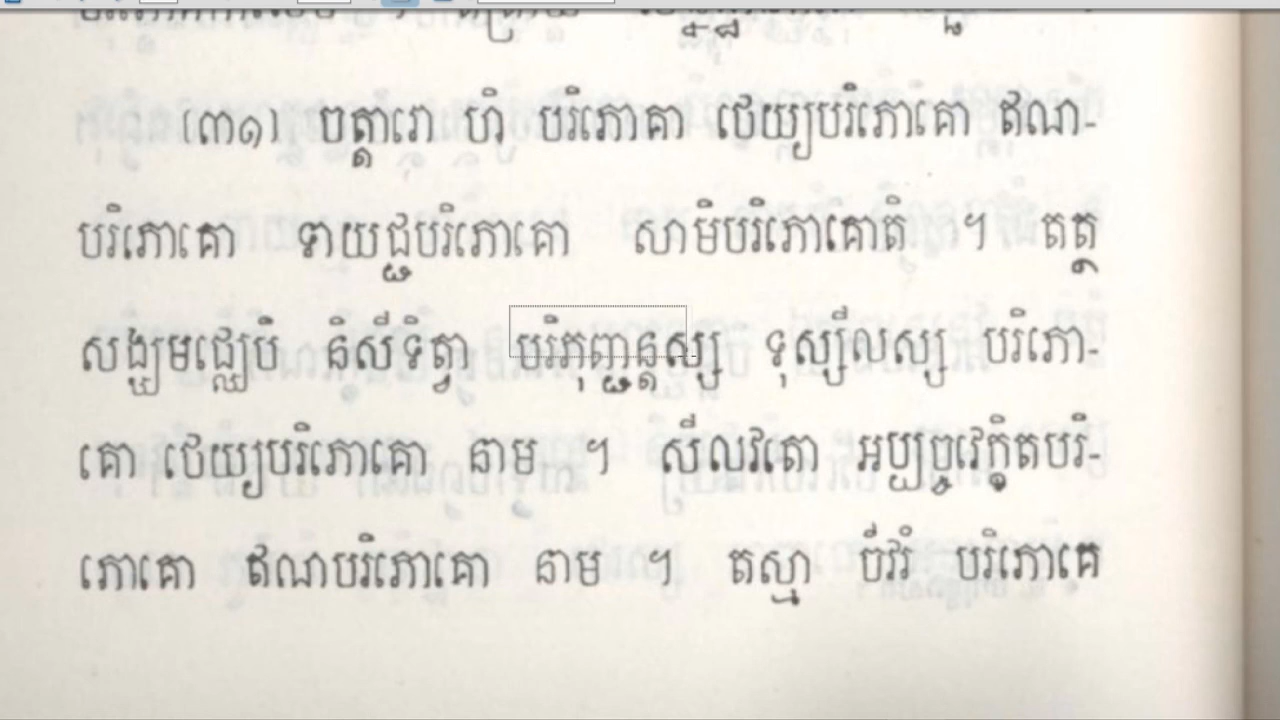 (៣១) ចត្តារោ ហិ បរិភោគា ថេយ្យបរិភោគោ ឥណ-
បរិភោគោ ទាយជ្ជបរិភោគោ សាមិបរិភោគោតិ ។ តត្ថ
សង្ឃមជ្ឈេបិ និសីទិត្វា បរិភុញ្ជន្តស្ស ទុស្សីលស្ស បរិភោ-
គោ ថេយ្យបរិភោគោ នាម ។ សីលវតោ អប្បច្ចវេក្ខិតបរិ-
ភោគោ ឥណបរិភោគោ នាម ។ តស្មា ចីវរំ បរិភោគេ